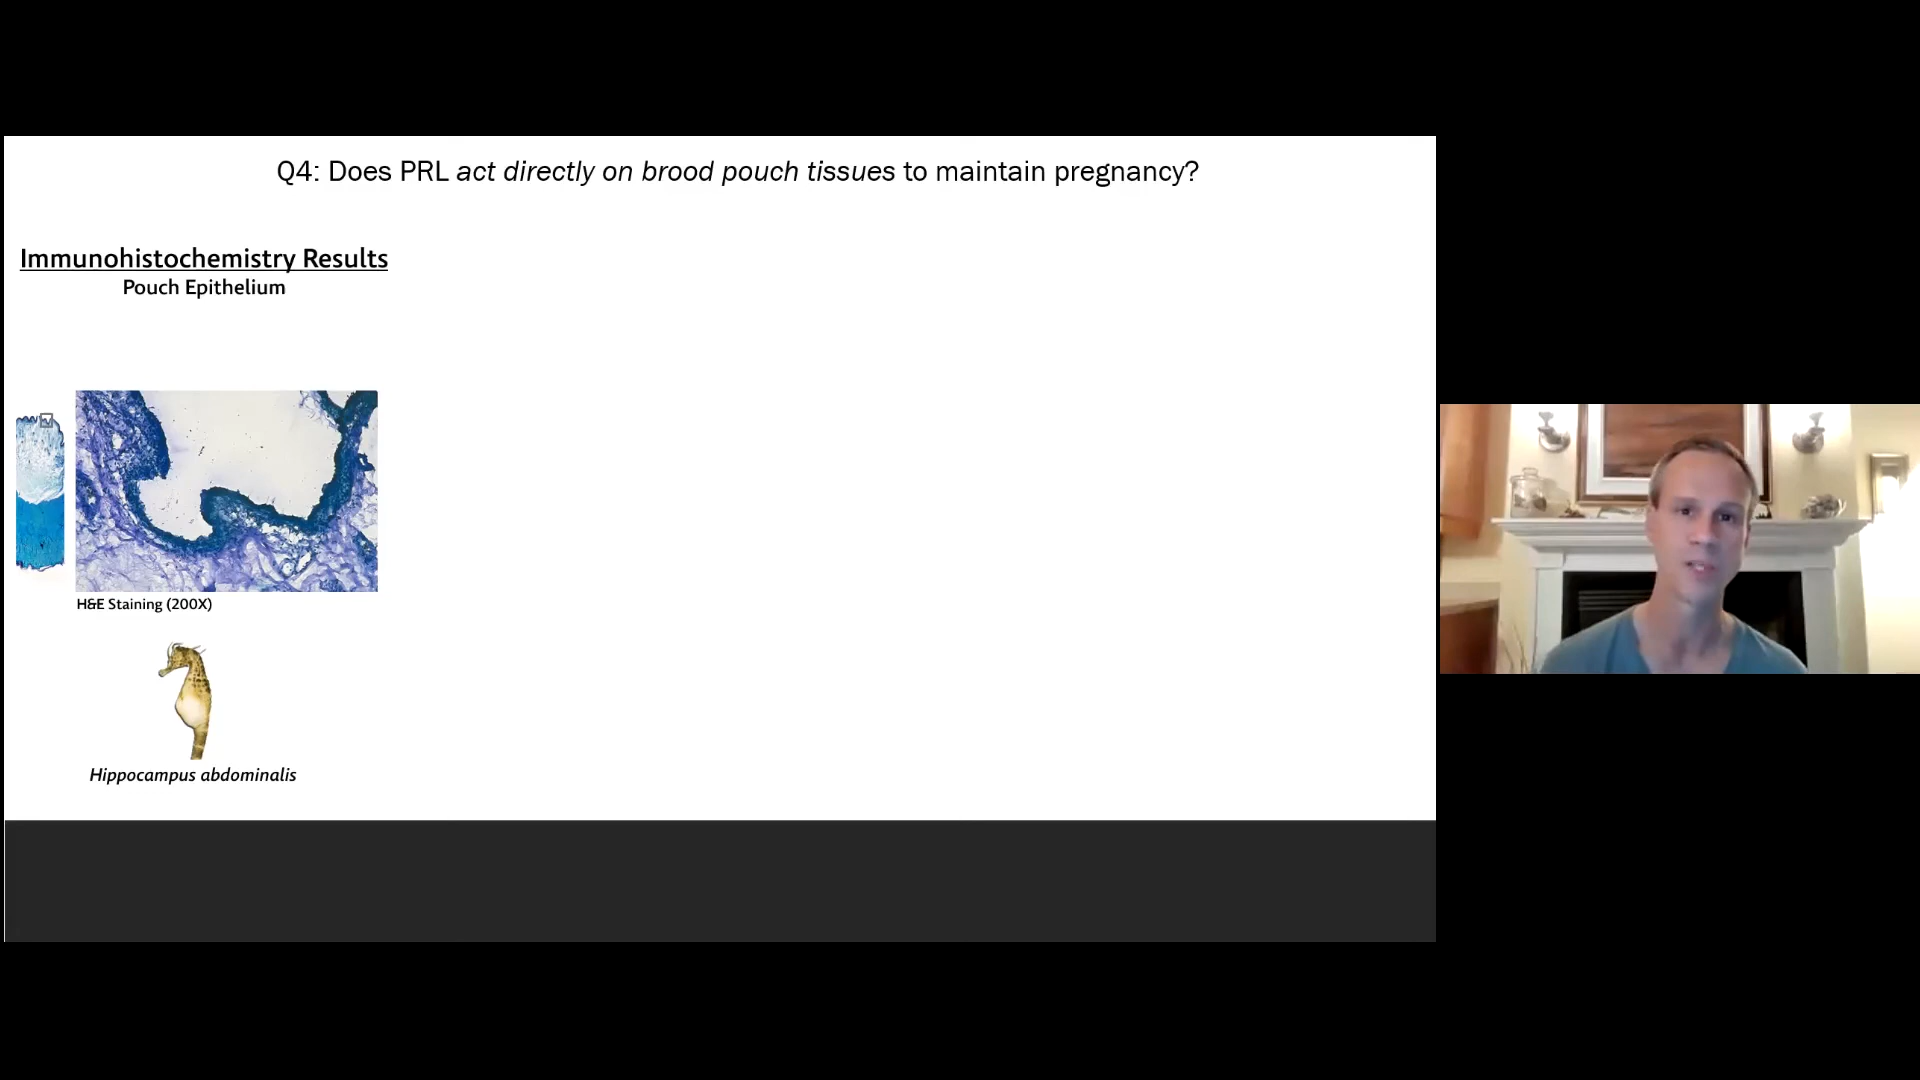 Q4: Does PRL act directly on brood pouch tissues to maintain pregnancy?
Immunohistochemistry Results
Pouch Epithelium
H&E Staining (200X)
Hippocampus abdominalis